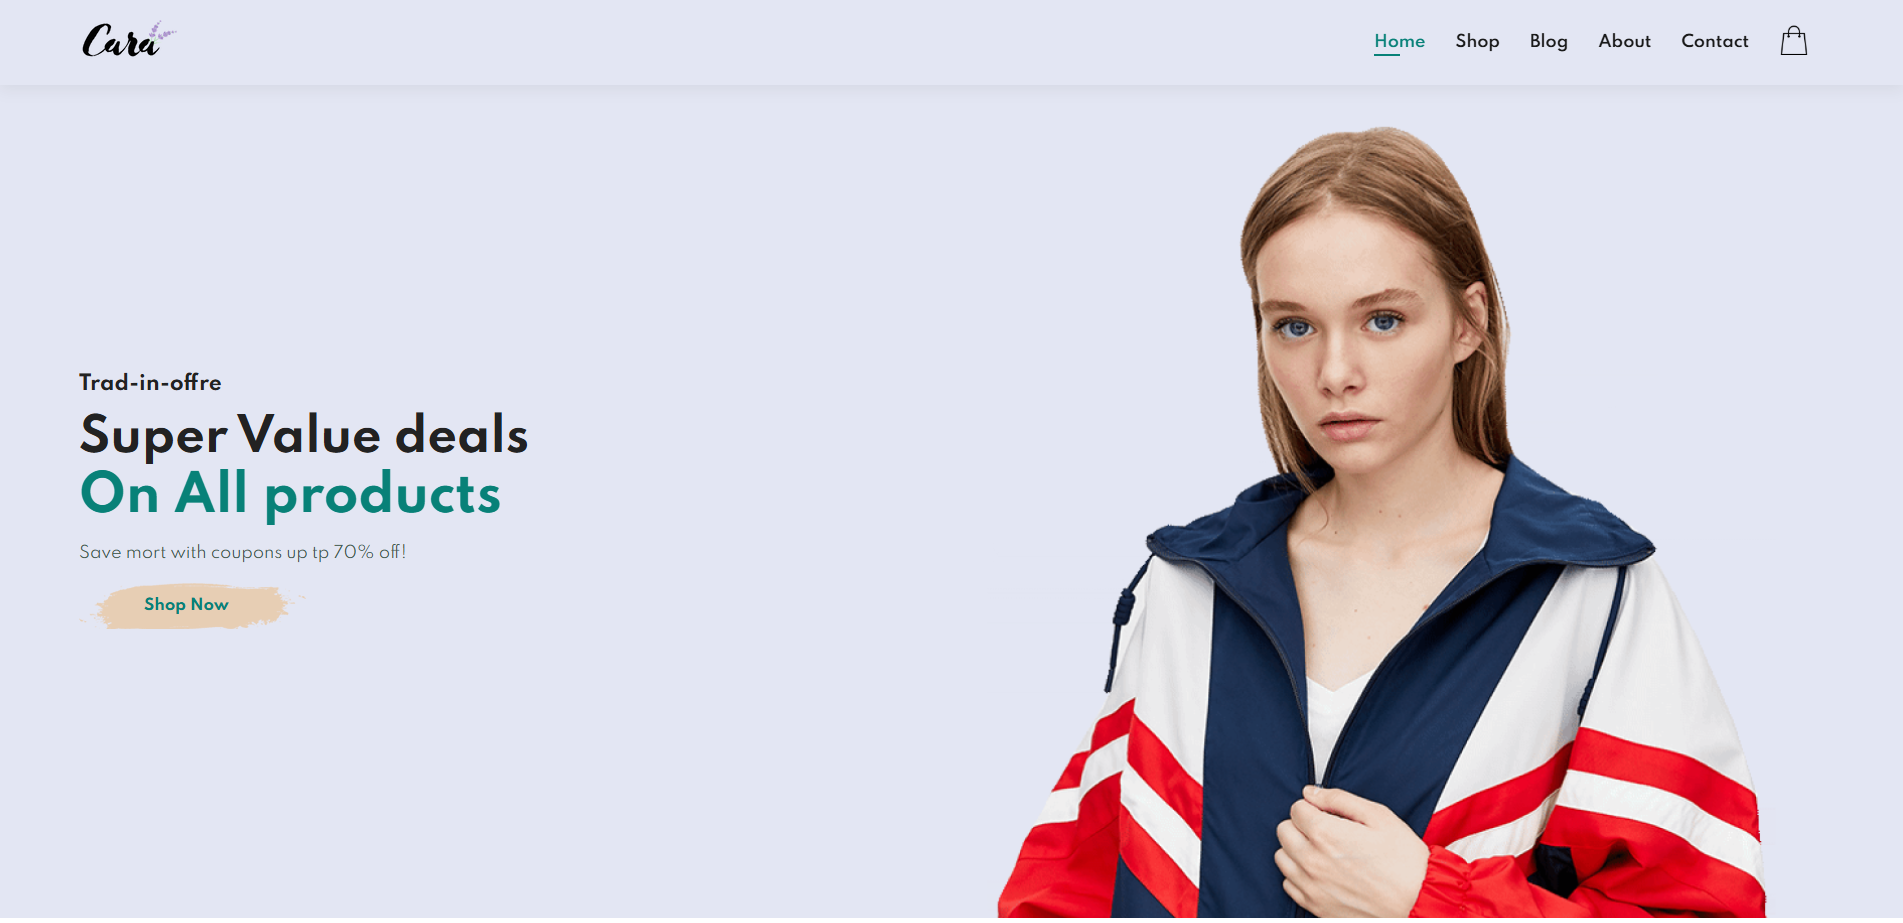 Cara
Home Shop Blog About Contact
Trad-in-offre
Super Value deals
On All products
Save mort with coupons up tp 70% off!
Shop Now